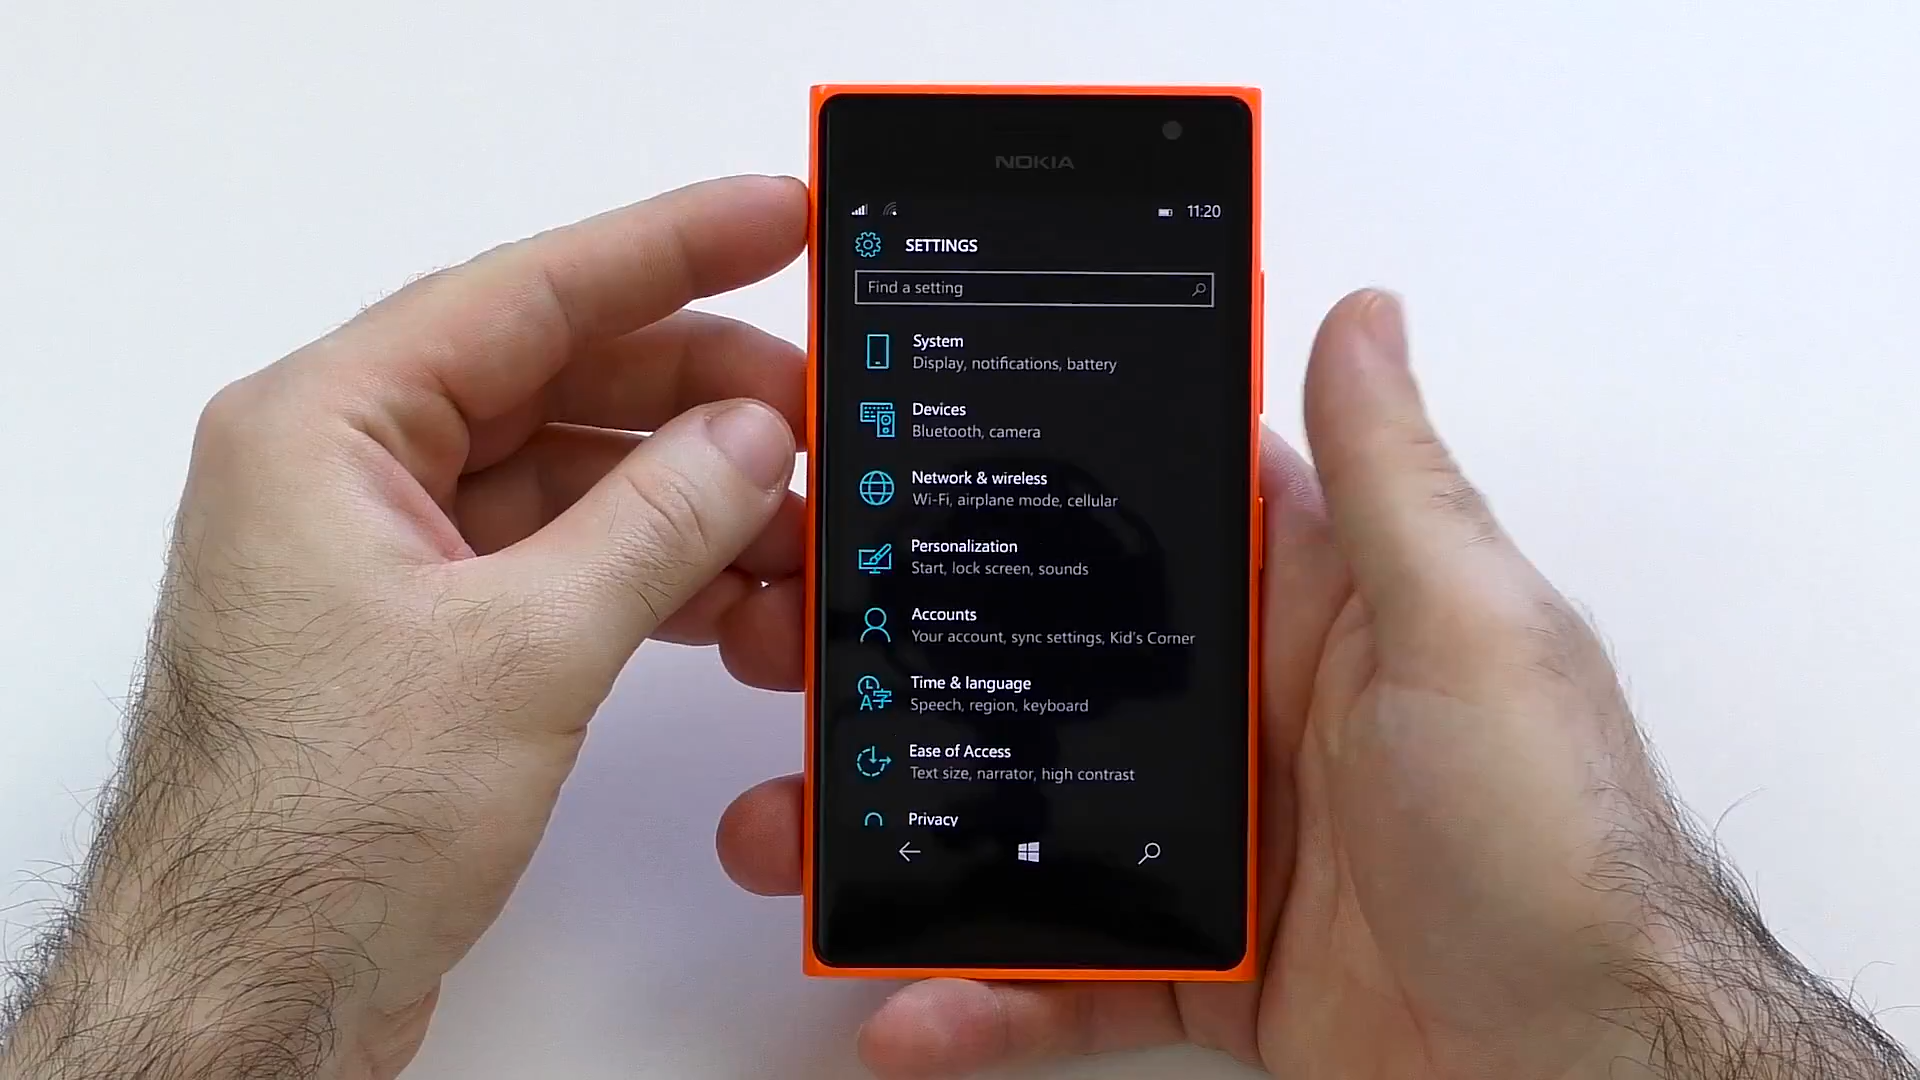 NOKIA
11:20
SETTINGS
Find a setting
System
Display, notifications, battery
Devices
Bluetooth, camera
Network & wireless
Wi-Fi, airplane mode, cellular
Personalization
Start, lock screen, sounds
Accounts
Your account, sync settings, Kid's Corner
Time & language
Speech, region, keyboard
Ease of Access
Text size, narrator, high contrast
Privacy